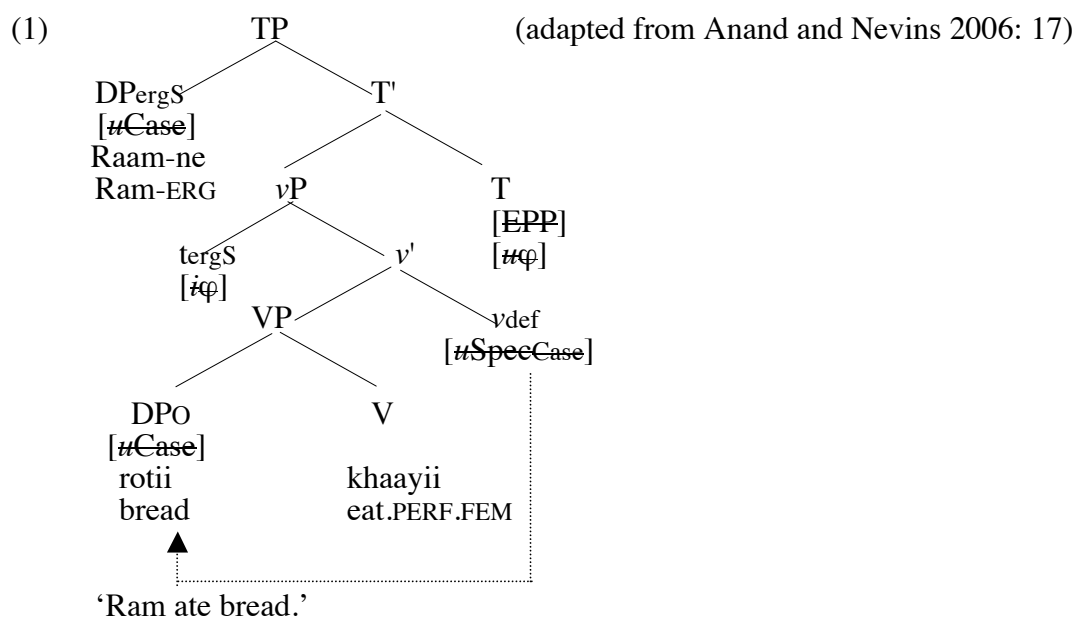 (1) TP (adapted from Anand and Nevins 2006: 17)
DPergS T'
[uCase]
Raam-ne
Ram-ERG vP T
[EPP]
tergS v' [uφ]
[iφ]
VP vdef
[uSpecCase]
DPO V
[uCase]
rotii khaayii
bread eat.PERF.FEM
‘Ram ate bread.’